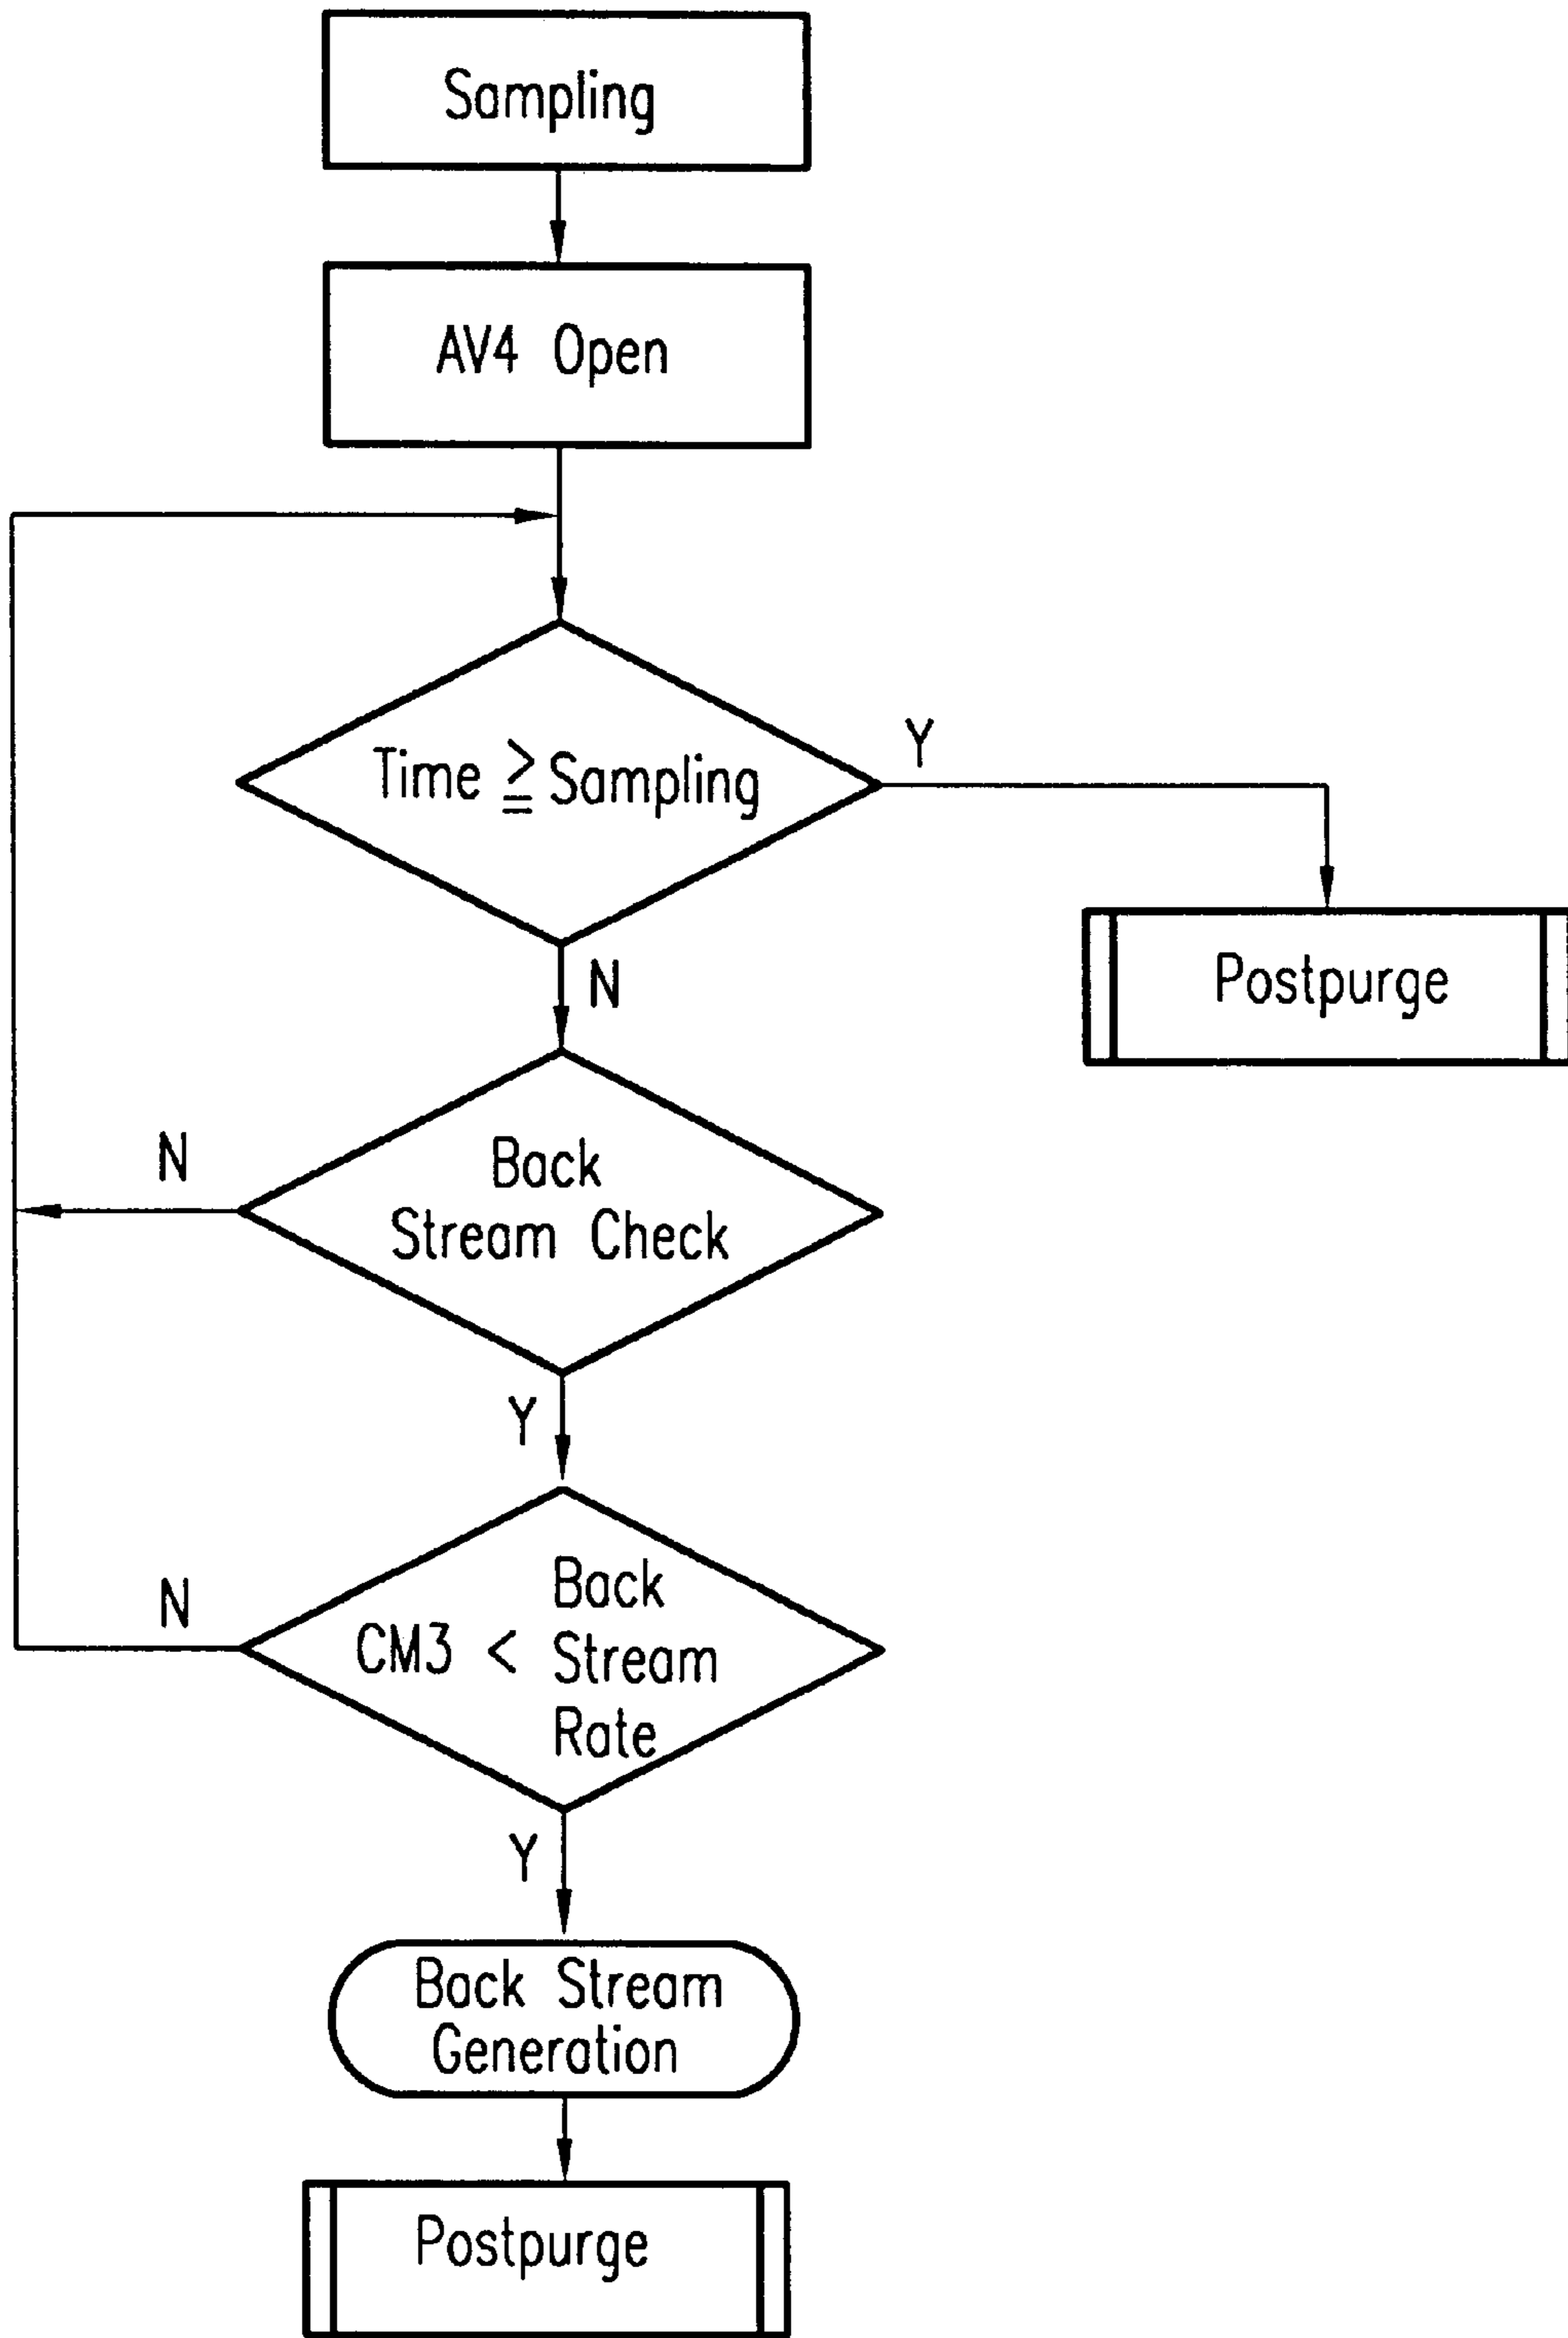 Sampling
AV4 Open
Time ≧ Sampling
Y
Postpurge
N
Back
Stream Check
N
Y
Back
CM3 < Stream
Rate
N
Y
Back Stream
Generation
Postpurge